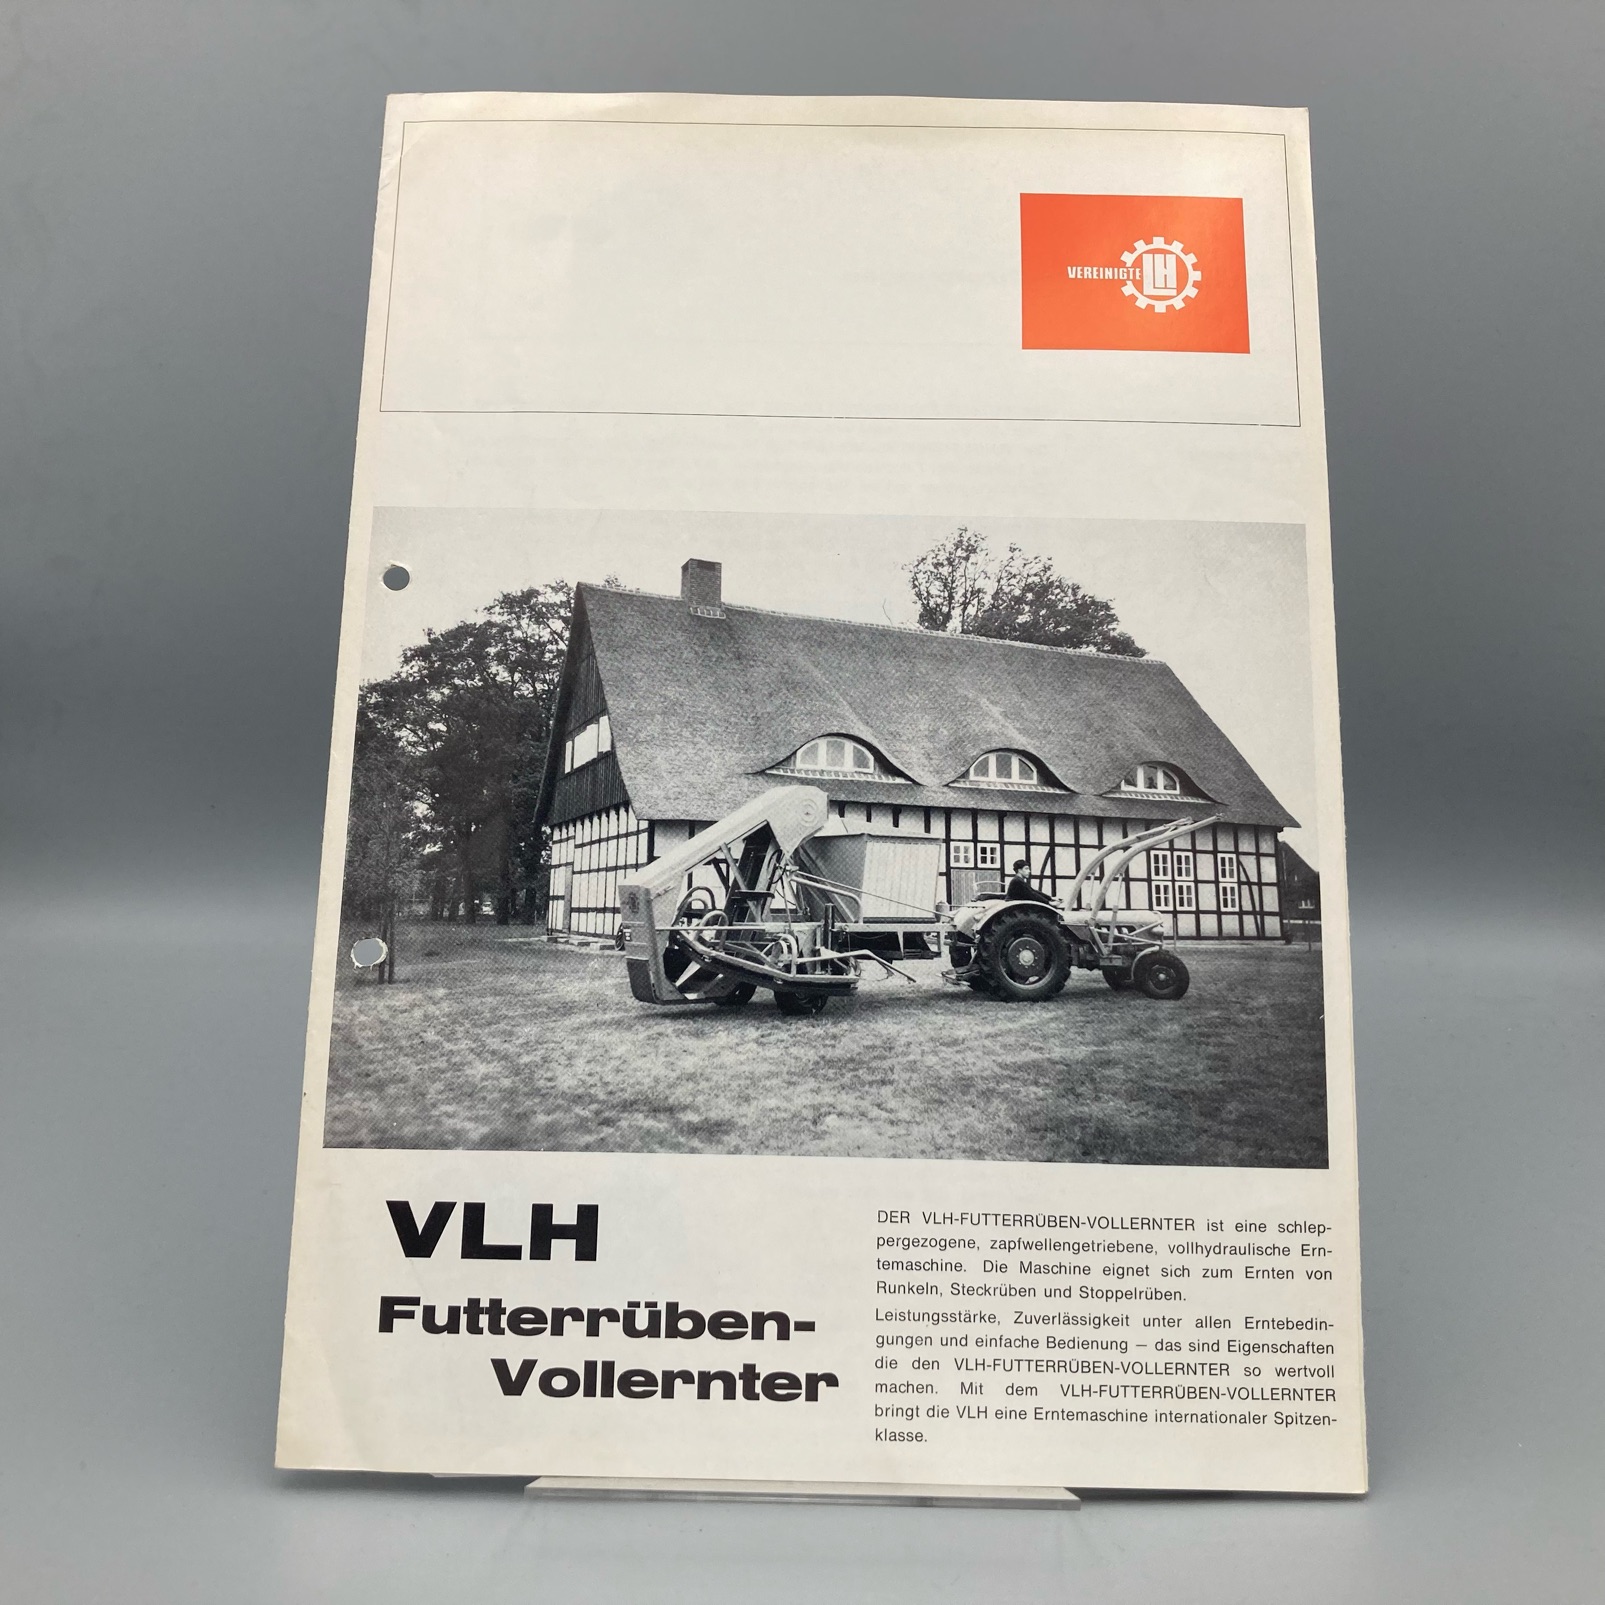 VEREINIGTE LH
VLH
Futterrüben-
Vollernter
DER VLH-FUTTERRÜBEN-VOLLERNTER ist eine schlep-
pergezogene, zapfwellengetriebene, vollhydraulische Ern-
temaschine. Die Maschine eignet sich zum Ernten von
Runkeln, Steckrüben und Stoppelrüben.
Leistungsstärke, Zuverlässigkeit unter allen Erntebedin-
gungen und einfache Bedienung — das sind Eigenschaften
die den VLH-FUTTERRÜBEN-VOLLERNTER so wertvoll
machen. Mit dem VLH-FUTTERRÜBEN-VOLLERNTER
bringt die VLH eine Erntemaschine internationaler Spitzen-
klasse.